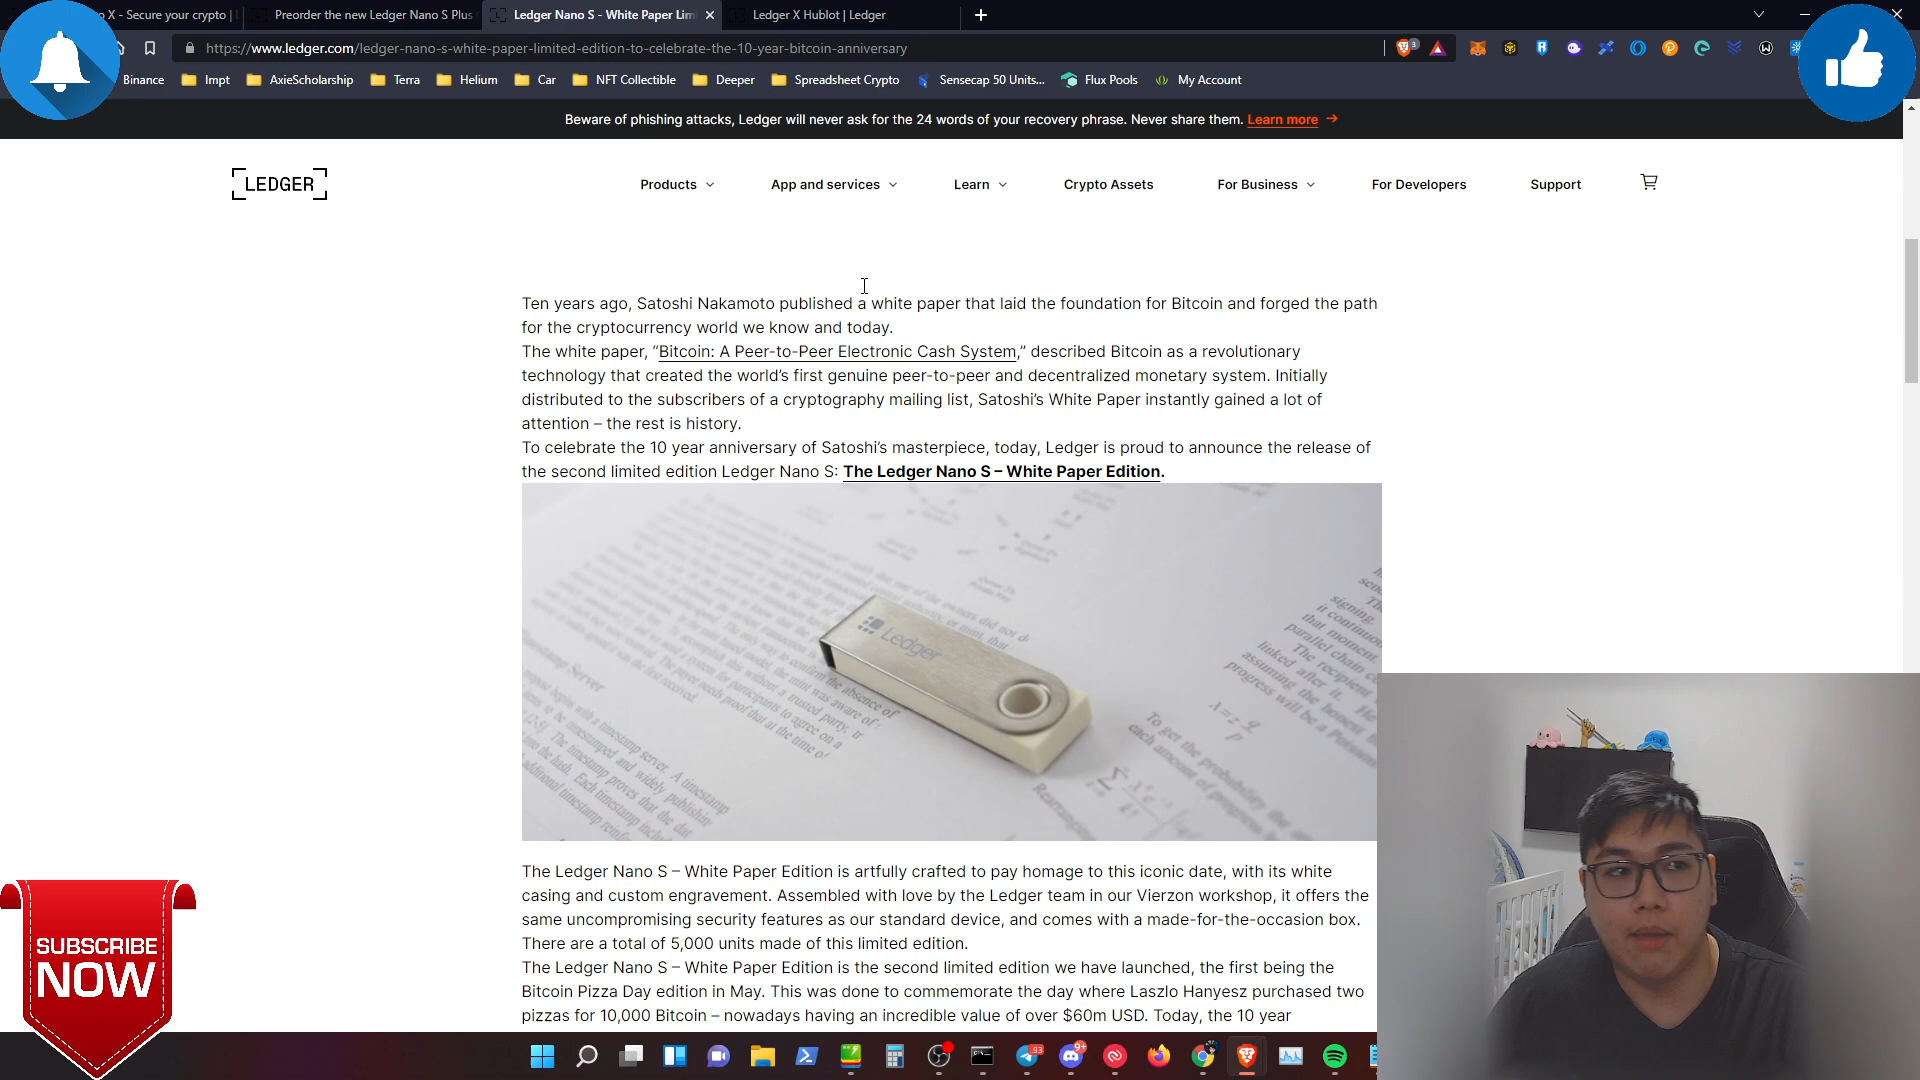 o X - Secure your crypto |
Preorder the new Ledger Nano S Plus
Ledger Nano S - White Paper Lim
Ledger X Hublot | Ledger
https://www.ledger.com/ledger-nano-s-white-paper-limited-edition-to-celebrate-the-10-year-bitcoin-anniversary
Binance Impt AxieScholarship Terra Helium Car NFT Collectible Deeper Spreadsheet Crypto Sensecap 50 Units... Flux Pools My Account
Beware of phishing attacks, Ledger will never ask for the 24 words of your recovery phrase. Never share them. Learn more →
LEDGER
Products App and services Learn Crypto Assets For Business For Developers Support
Ten years ago, Satoshi Nakamoto published a white paper that laid the foundation for Bitcoin and forged the path
for the cryptocurrency world we know and today.
The white paper, “Bitcoin: A Peer-to-Peer Electronic Cash System,” described Bitcoin as a revolutionary
technology that created the world’s first genuine peer-to-peer and decentralized monetary system. Initially
distributed to the subscribers of a cryptography mailing list, Satoshi’s White Paper instantly gained a lot of
attention – the rest is history.
To celebrate the 10 year anniversary of Satoshi’s masterpiece, today, Ledger is proud to announce the release of
the second limited edition Ledger Nano S: The Ledger Nano S – White Paper Edition.
Ledger
The Ledger Nano S – White Paper Edition is artfully crafted to pay homage to this iconic date, with its white
casing and custom engravement. Assembled with love by the Ledger team in our Vierzon workshop, it offers the
same uncompromising security features as our standard device, and comes with a made-for-the-occasion box.
There are a total of 5,000 units made of this limited edition.
The Ledger Nano S – White Paper Edition is the second limited edition we have launched, the first being the
Bitcoin Pizza Day edition in May. This was done to commemorate the day where Laszlo Hanyesz purchased two
pizzas for 10,000 Bitcoin – nowadays having an incredible value of over $60m USD. Today, the 10 year
SUBSCRIBE
NOW